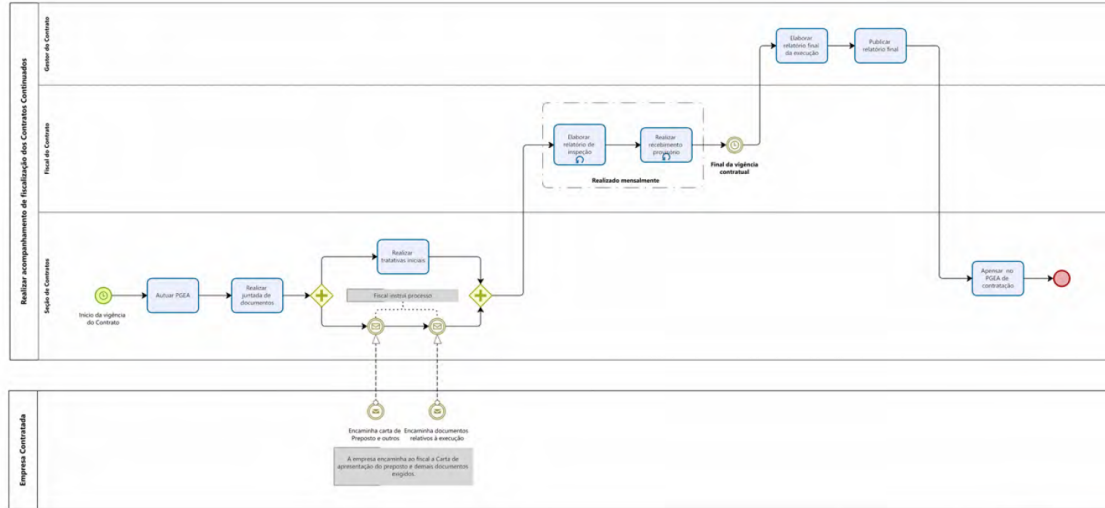 Realizar acompanhamento de fiscalização dos Contratos Continuados
Gestor do Contrato
Elaborar
relatório final
da execução
Publicar
relatório final
Fiscal do Contrato
Elaborar
relatório de
inspeção
Realizar
recebimento
provisório
Realizado mensalmente
Final da vigência
contratual
Seção de Contratos
Início da vigência
do Contrato
Autuar PGEA
Realizar
juntada de
documentos
Realizar
tratativas iniciais
Fiscal
processo
Apensar no
PGEA de
contratação
Empresa Contratada
Encaminha carta de
Preposto e outros
Encaminha documentos
relativos à execução
A empresa encaminha ao fiscal a Carta de
apresentação do preposto e demais documentos
exigidos.